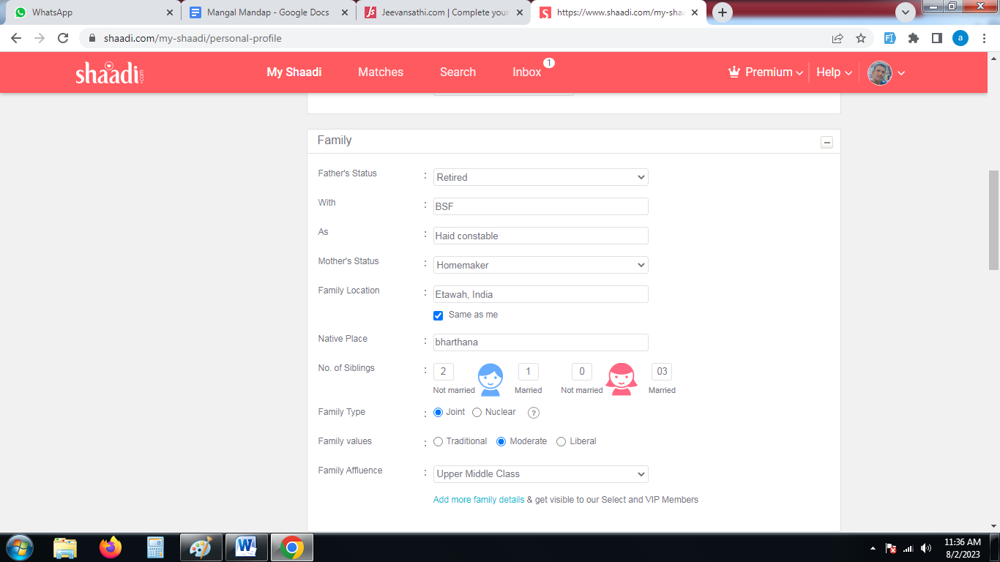 WhatsApp
Mangal Mandap - Google Docs
Jeevansathi.com | Complete your
https://www.shaadi.com/my-shaa
shaadi.com/my-shaadi/personal-profile
a
shaadi.com
My Shaadi
Matches
Search
Inbox
1
Premium
Help
Family
Father's Status : Retired
With : BSF
As : Haid constable
Mother's Status : Homemaker
Family Location : Etawah, India
Same as me
Native Place : bharthana
No. of Siblings : 2 1 0 03
Not married Married Not married Married
Family Type : Joint Nuclear ?
Family values : Traditional Moderate Liberal
Family Affluence : Upper Middle Class
Add more family details & get visible to our Select and VIP Members
11:36 AM
8/2/2023